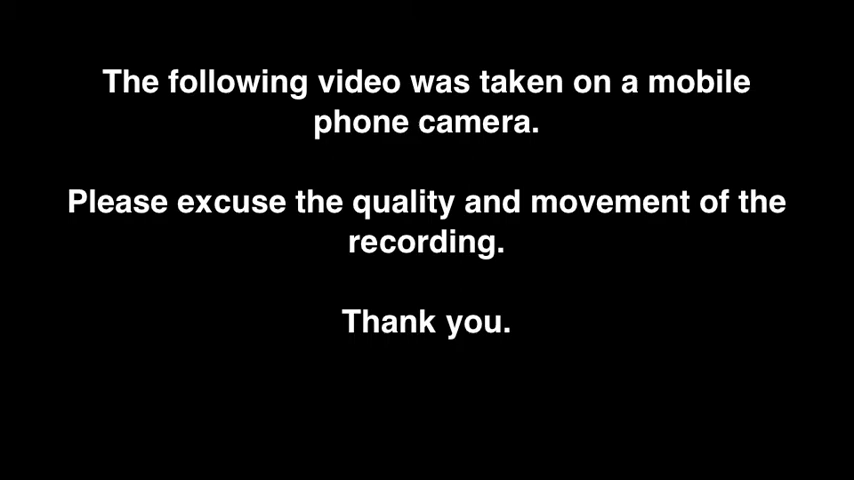 The following video was taken on a mobile
phone camera.
Please excuse the quality and movement of the
recording.
Thank you.